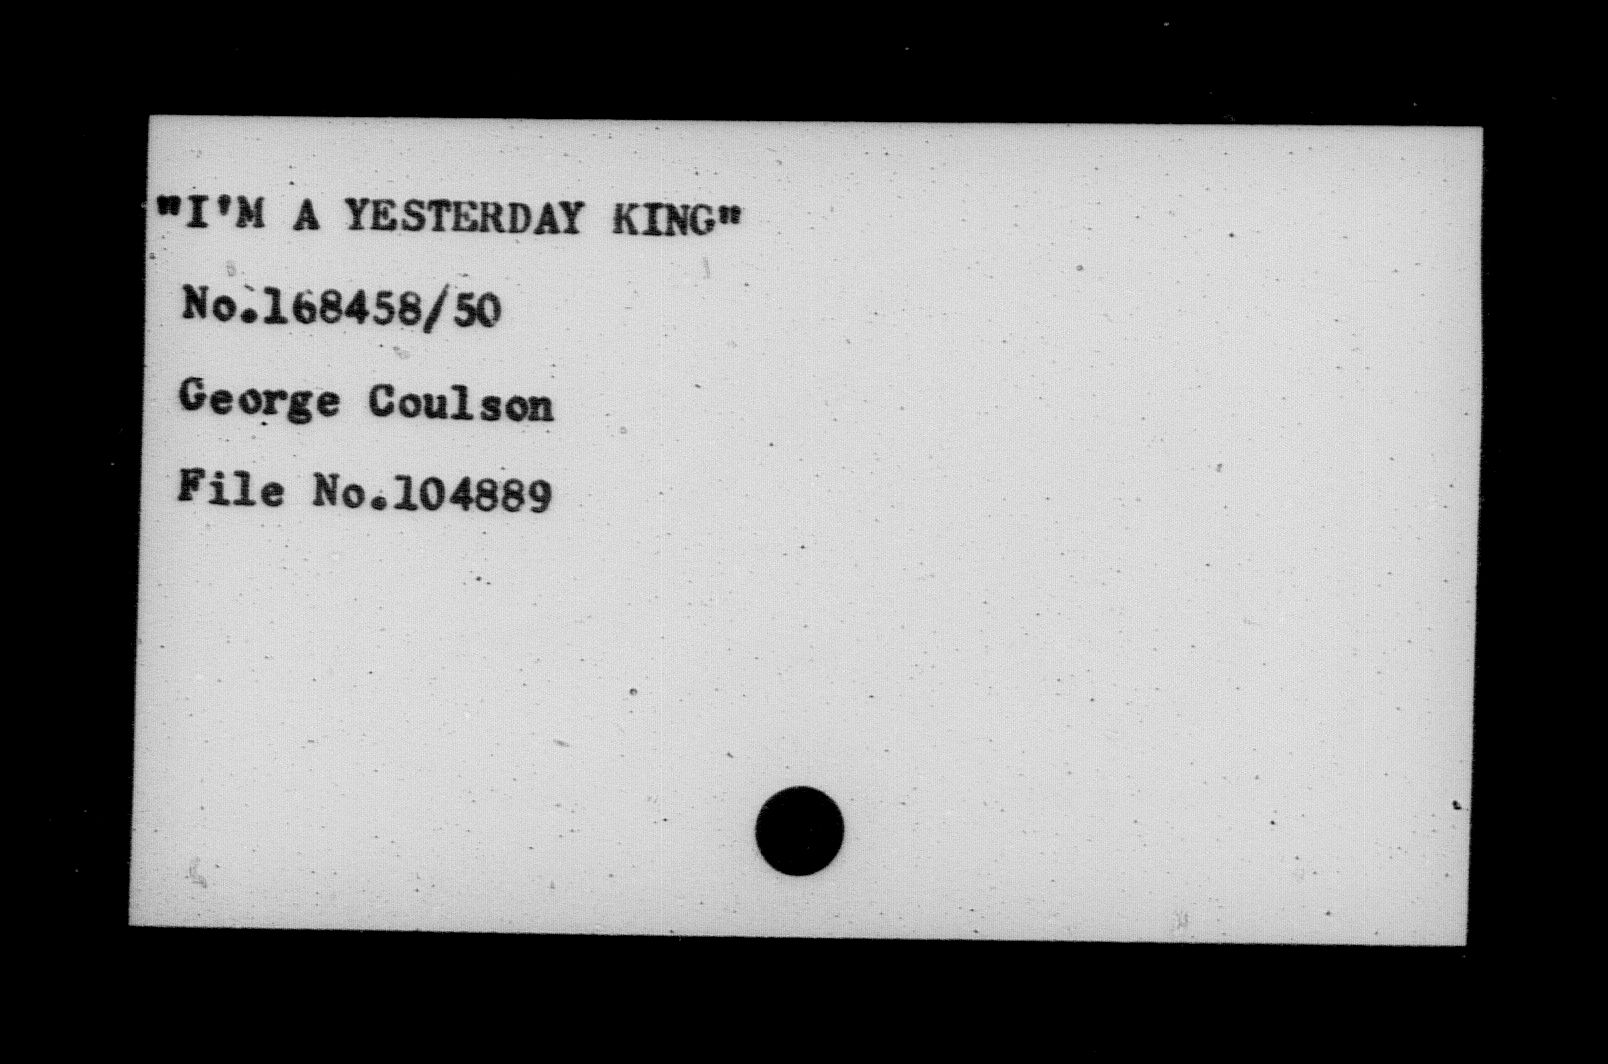 "I'M A YESTERDAY KING"
No.168458/50
George Coulson
File No.104889